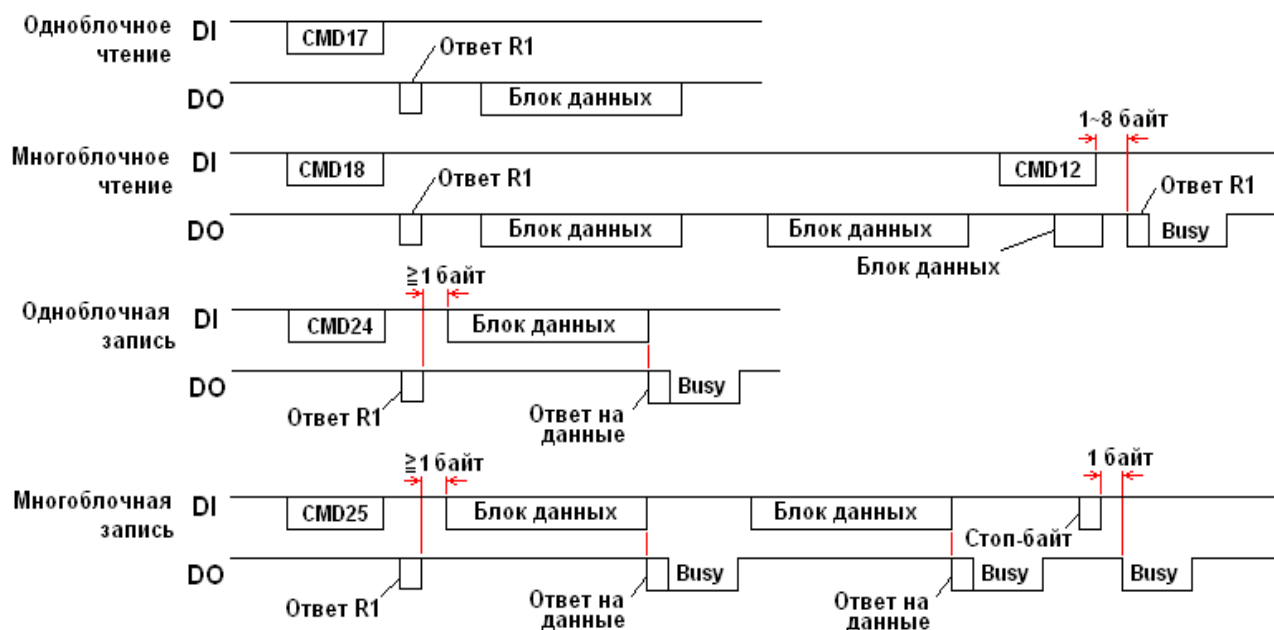 Одноблочное
чтение
DI
CMD17
Ответ R1
DO
Блок данных
1~8 байт
Многоблочное
чтение
DI
CMD18
CMD12
Ответ R1
Ответ R1
DO
Блок данных
Блок данных
Busy
Блок данных
≧1 байт
Одноблочная
запись
DI
CMD24
Блок данных
DO
Busy
Ответ R1
Ответ на
данные
≧1 байт
1 байт
Многоблочная
запись
DI
CMD25
Блок данных
Блок данных
Стоп-байт
DO
Busy
Busy
Busy
Ответ R1
Ответ на
данные
Ответ на
данные